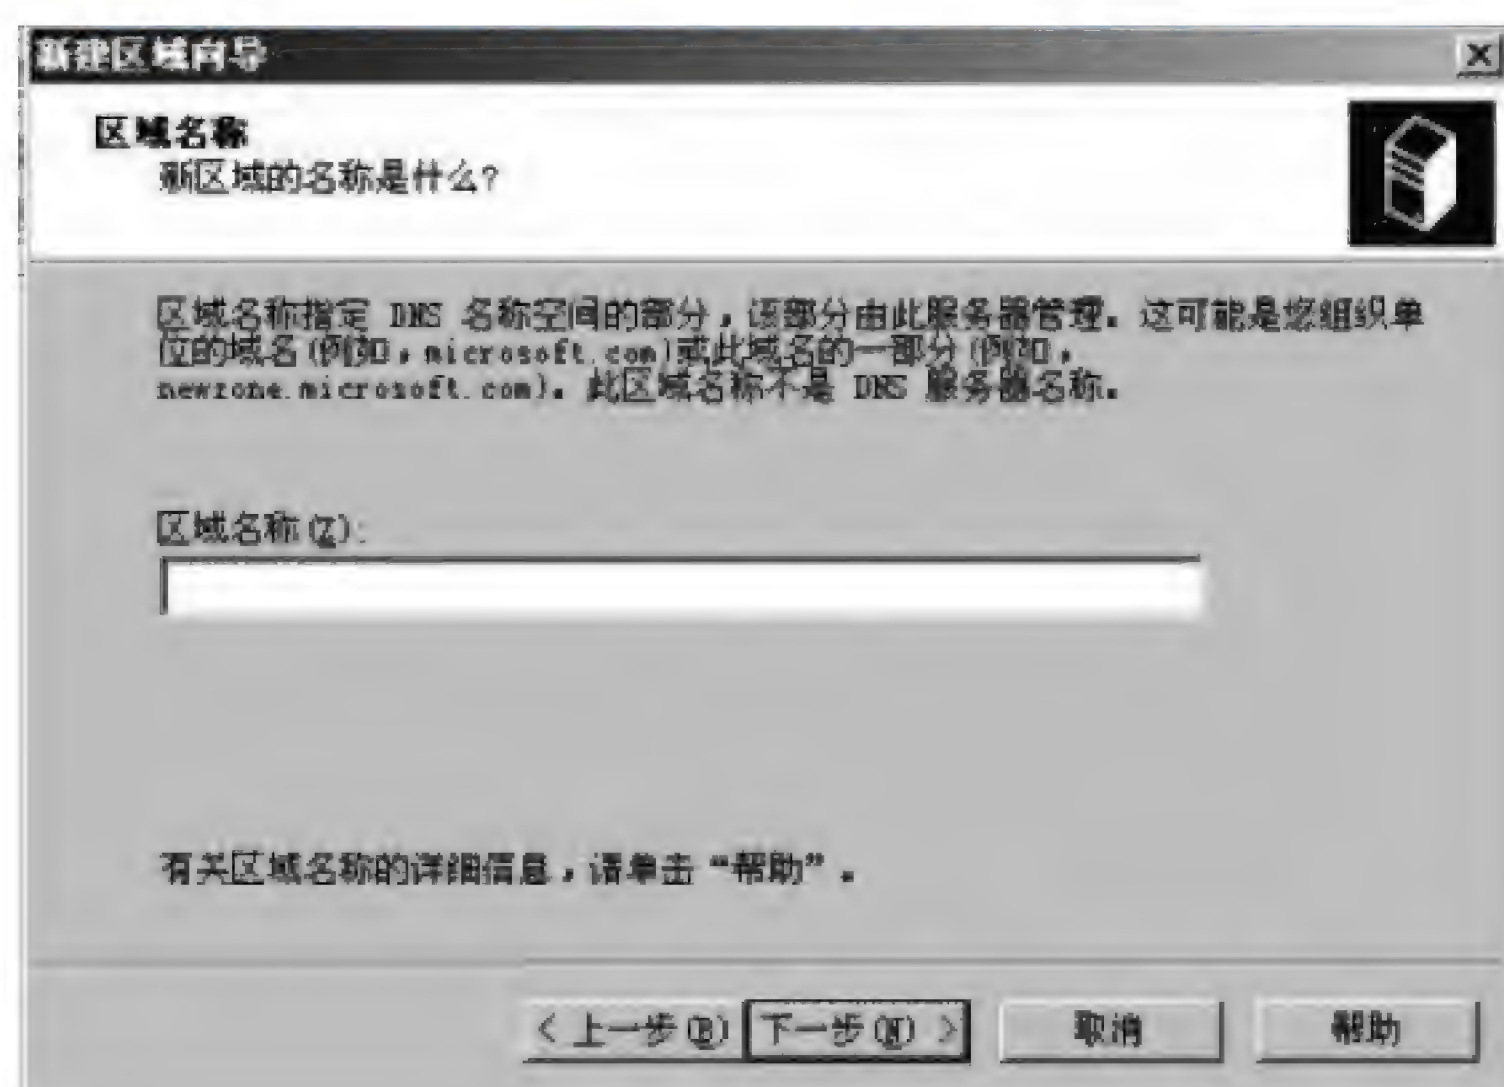 新建区域向导
区域名称
新区域的名称是什么?
区域名称指定 DNS 名称空间的部分，该部分由此服务器管理。这可能是您组织单
位的域名(例如，microsoft.com)或此域名的一部分(例如，
newzone.microsoft.com)。此区域名称不是 DNS 服务器名称。
区域名称(Z):
有关区域名称的详细信息，请单击“帮助”。
< 上一步(B) 下一步(N) > 取消 帮助